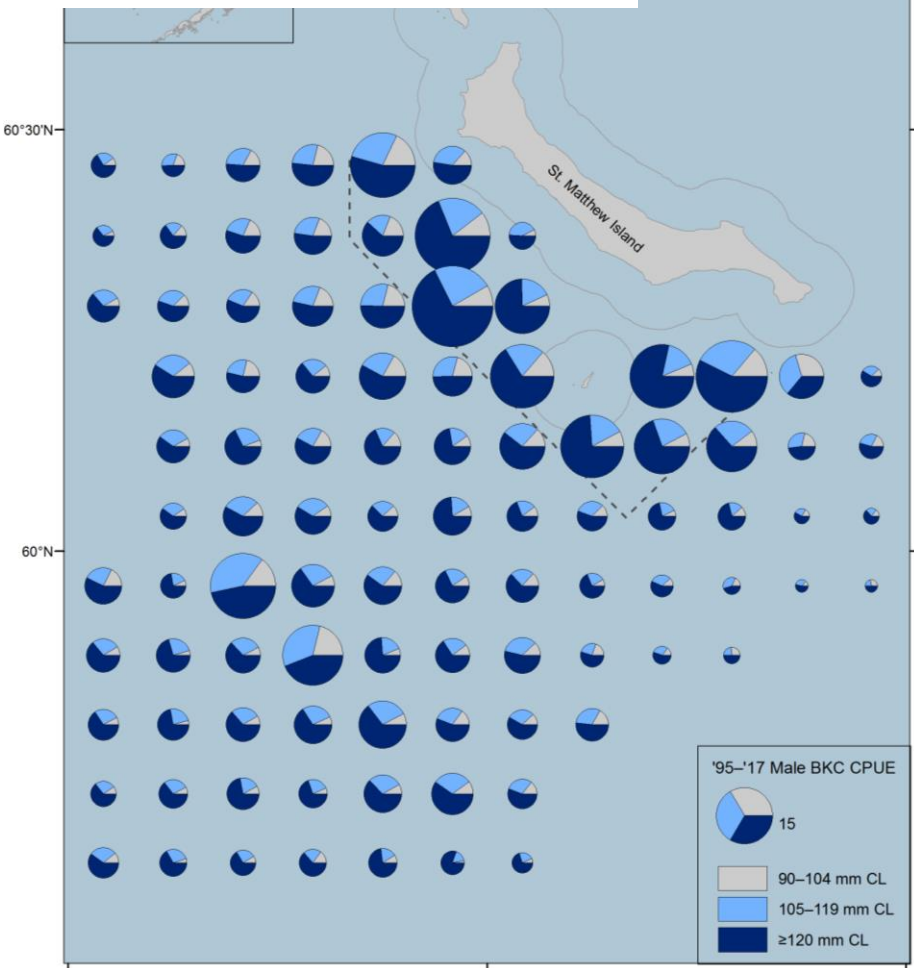 60°30'N
St. Matthew Island
60°N
'95–'17 Male BKC CPUE
15
90–104 mm CL
105–119 mm CL
≥120 mm CL